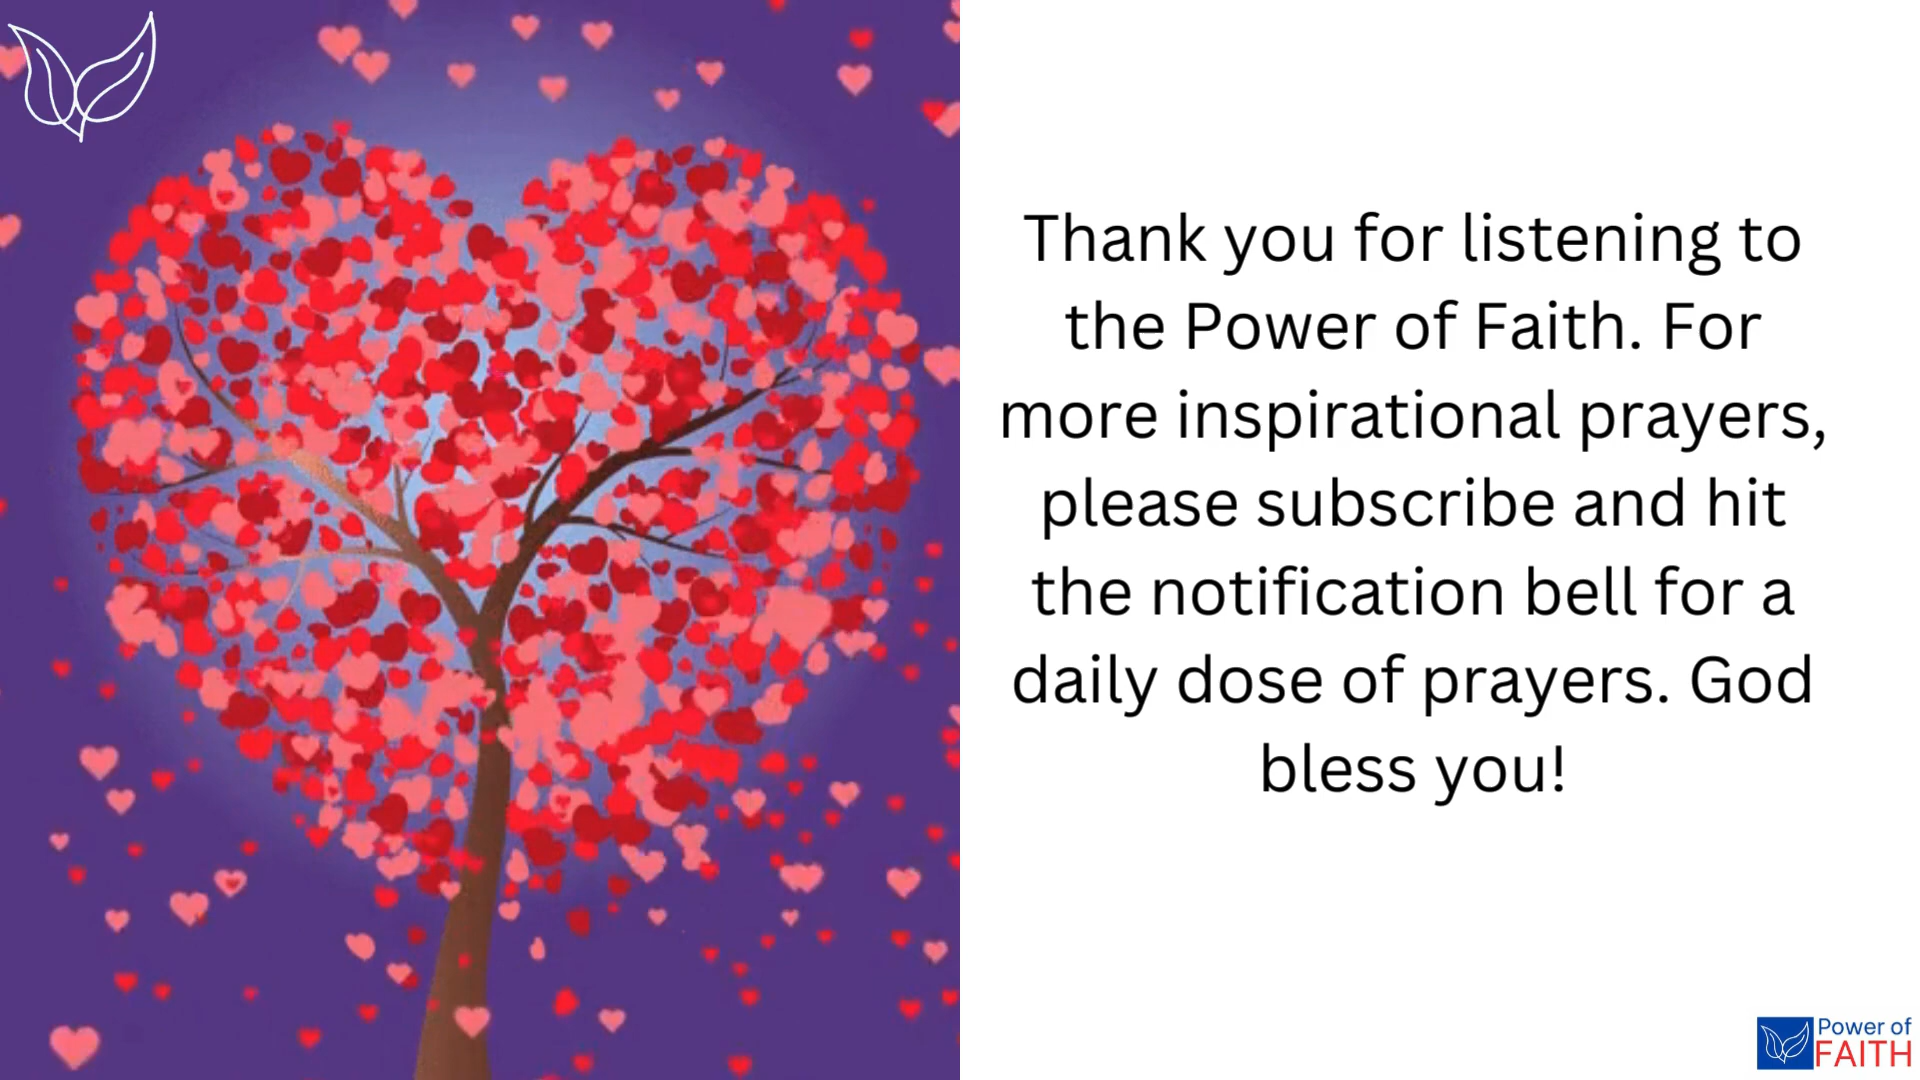 Thank you for listening to
the Power of Faith. For
more inspirational prayers,
please subscribe and hit
the notification bell for a
daily dose of prayers. God
bless you!
Power of
FAITH